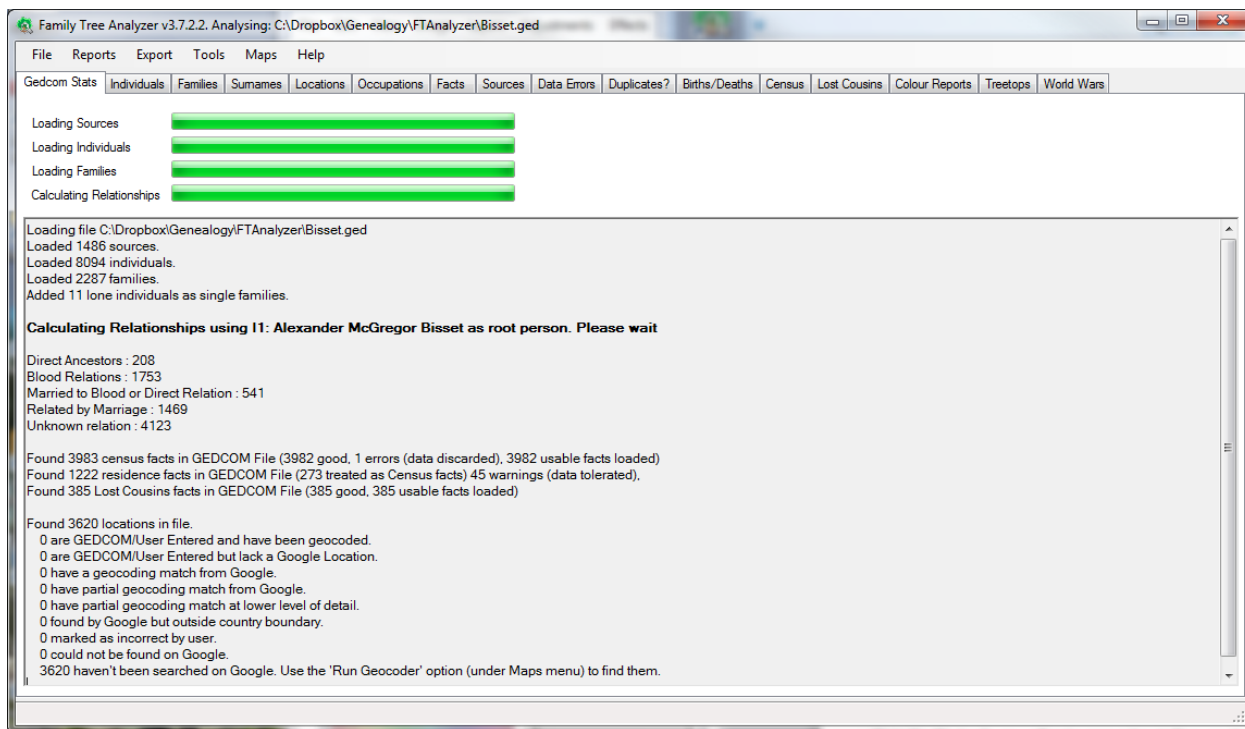 Family Tree Analyzer v3.7.2.2. Analysing: C:\Dropbox\Genealogy\FTAnalyzer\Bisset.ged
File Reports Export Tools Maps Help
Gedcom Stats Individuals Families Surnames Locations Occupations Facts Sources Data Errors Duplicates? Births/Deaths Census Lost Cousins Colour Reports Treetops World Wars
Loading Sources
Loading Individuals
Loading Families
Calculating Relationships
Loading file C:\Dropbox\Genealogy\FTAnalyzer\Bisset.ged
Loaded 1486 sources.
Loaded 8094 individuals.
Loaded 2287 families.
Added 11 lone individuals as single families.
Calculating Relationships using I1: Alexander McGregor Bisset as root person. Please wait
Direct Ancestors : 208
Blood Relations : 1753
Married to Blood or Direct Relation : 541
Related by Marriage : 1469
Unknown relation : 4123
Found 3983 census facts in GEDCOM File (3982 good, 1 errors (data discarded), 3982 usable facts loaded)
Found 1222 residence facts in GEDCOM File (273 treated as Census facts) 45 warnings (data tolerated),
Found 385 Lost Cousins facts in GEDCOM File (385 good, 385 usable facts loaded)
Found 3620 locations in file.
0 are GEDCOM/User Entered and have been geocoded.
0 are GEDCOM/User Entered but lack a Google Location.
0 have a geocoding match from Google.
0 have partial geocoding match from Google.
0 have partial geocoding match at lower level of detail.
0 found by Google but outside country boundary.
0 marked as incorrect by user.
0 could not be found on Google.
3620 haven't been searched on Google. Use the 'Run Geocoder' option (under Maps menu) to find them.